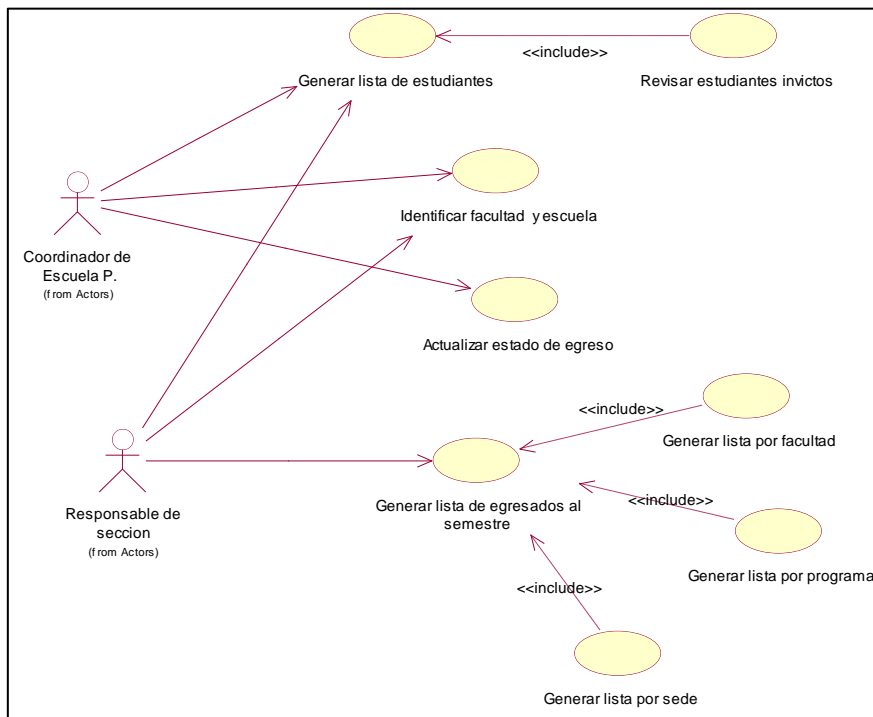 <<include>>
Generar lista de estudiantes
Revisar estudiantes invictos
Identificar facultad y escuela
Coordinador de
Escuela P.
(from Actors)
Actualizar estado de egreso
<<include>>
Generar lista por facultad
Generar lista de egresados al
semestre
<<include>>
Responsable de
seccion
(from Actors)
Generar lista por programa
<<include>>
Generar lista por sede